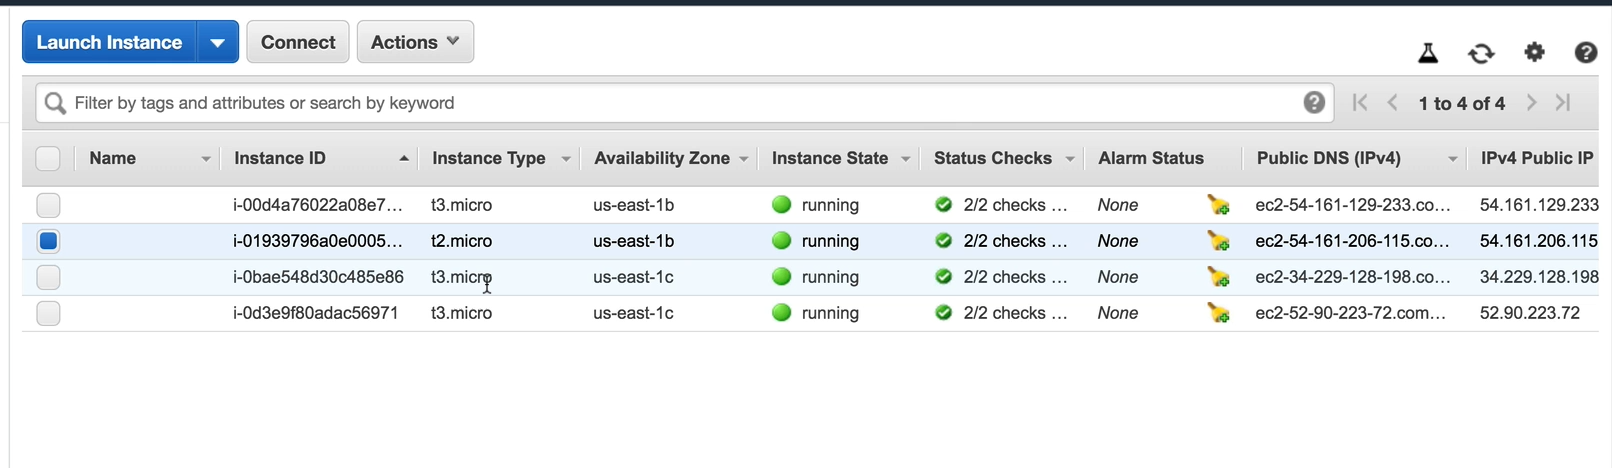 Launch Instance Connect Actions
Filter by tags and attributes or search by keyword 1 to 4 of 4
Name Instance ID Instance Type Availability Zone Instance State Status Checks Alarm Status Public DNS (IPv4) IPv4 Public IP
i-00d4a76022a08e7... t3.micro us-east-1b running 2/2 checks ... None ec2-54-161-129-233.co... 54.161.129.233
i-01939796a0e0005... t2.micro us-east-1b running 2/2 checks ... None ec2-54-161-206-115.co... 54.161.206.115
i-0bae548d30c485e86 t3.micro us-east-1c running 2/2 checks ... None ec2-34-229-128-198.co... 34.229.128.198
i-0d3e9f80adac56971 t3.micro us-east-1c running 2/2 checks ... None ec2-52-90-223-72.com... 52.90.223.72